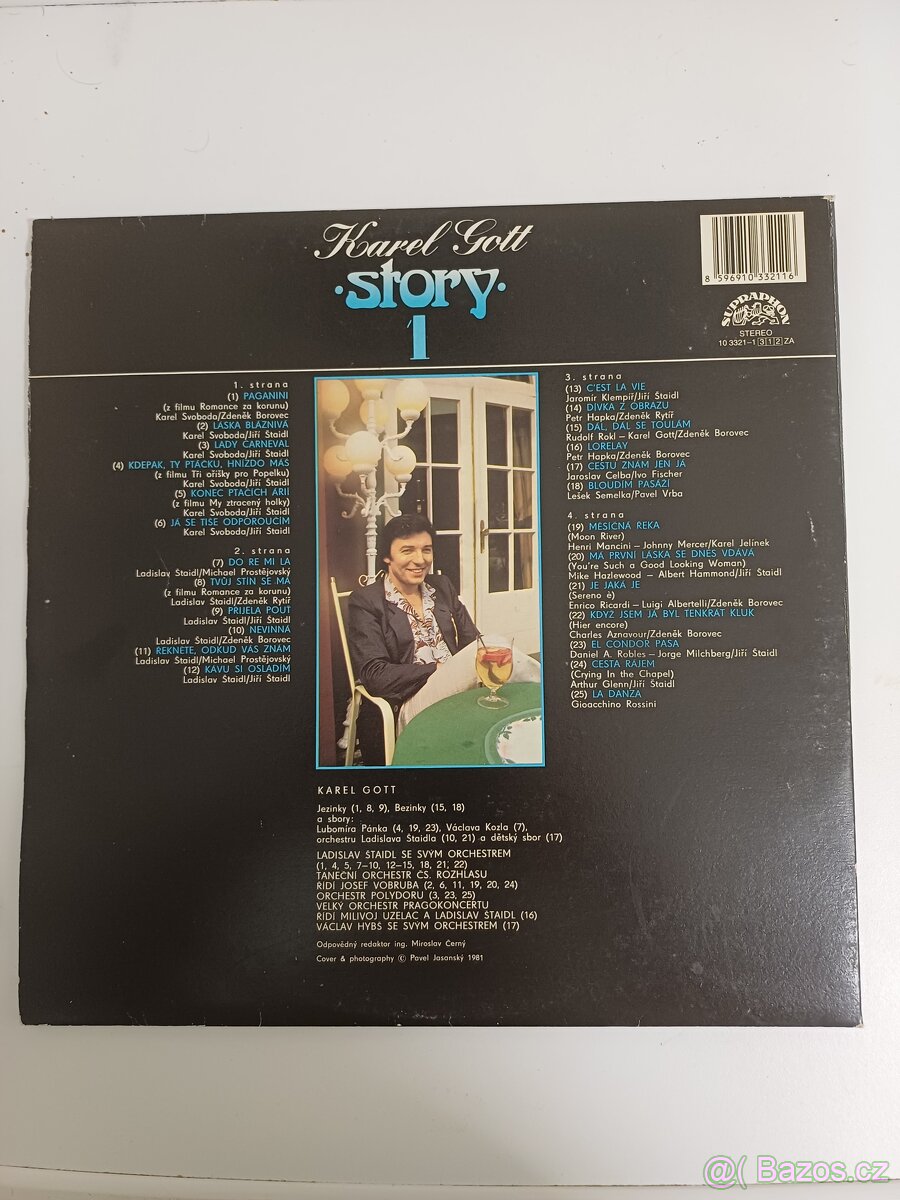 Karel Gott
·story·
1
8 596910 332116
SUPRAPHON
STEREO
10 3321-1 312 ZA
1. strana
(1) PAGANINI
(z filmu Romance za korunu)
Karel Svoboda/Zdeněk Borovec
(2) LÁSKA BLÁZNIVÁ
Karel Svoboda/Jiří Štaidl
(3) LADY CARNEVAL
Karel Svoboda/Jiří Štaidl
(4) KDEPAK, TY PTÁČKU, HNÍZDO MÁŠ
(z filmu Tři oříšky pro Popelku)
Karel Svoboda/Jiří Štaidl
(5) KONEC PTAČÍCH ÁRIÍ
(z filmu My ztracený holky)
Karel Svoboda/Jiří Štaidl
(6) JÁ SE TIŠE ODPOROUČÍM
Karel Svoboda/Jiří Štaidl
2. strana
(7) DO RE MI LA
Ladislav Štaidl/Michael Prostějovský
(8) TVŮJ STÍN SE MÁ
(z filmu Romance za korunu)
Ladislav Štaidl/Zdeněk Rytíř
(9) PŘIJELA POUŤ
Ladislav Štaidl/Jiří Štaidl
(10) NEVINNÁ
Ladislav Štaidl/Zdeněk Borovec
(11) ŘEKNĚTE, ODKUD VÁS ZNÁM
Ladislav Štaidl/Michael Prostějovský
(12) KÁVU SI OSLADÍM
Ladislav Štaidl/Jiří Štaidl
3. strana
(13) C'EST LA VIE
Jaromír Klempíř/Jiří Štaidl
(14) DÍVKA Z OBRAZU
Petr Hapka/Zdeněk Rytíř
(15) DÁL, DÁL SE TOULÁM
Rudolf Rokl – Karel Gott/Zdeněk Borovec
(16) LORELAY
Petr Hapka/Zdeněk Borovec
(17) CESTU ZNÁM JEN JÁ
Jaroslav Celba/Ivo Fischer
(18) BLOUDÍM PASÁŽÍ
Lešek Semelka/Pavel Vrba
4. strana
(19) MĚSÍČNÁ ŘEKA
(Moon River)
Henri Mancini – Johnny Mercer/Karel Jelínek
(20) MÁ PRVNÍ LÁSKA SE DNES VDÁVÁ
(You're Such a Good Looking Woman)
Mike Hazlewood – Albert Hammond/Jiří Štaidl
(21) JE JAKÁ JE
(Sereno è)
Enrico Ricardi – Luigi Albertelli/Zdeněk Borovec
(22) KDYŽ JSEM JÁ BYL TENKRÁT KLUK
(Hier encore)
Charles Aznavour/Zdeněk Borovec
(23) EL CONDOR PASA
Daniel A. Robles – Jorge Milchberg/Jiří Štaidl
(24) CESTA RÁJEM
(Crying In the Chapel)
Arthur Glenn/Jiří Štaidl
(25) LA DANZA
Gioacchino Rossini
KAREL GOTT
Jezinky (1, 8, 9), Bezinky (15, 18)
a sbory:
Lubomíra Pánka (4, 19, 23), Václava Kozla (7),
orchestru Ladislava Štaidla (10, 21) a dětský sbor (17)
LADISLAV ŠTAIDL SE SVÝM ORCHESTREM
(1, 4, 5, 7–10, 12–15, 18, 21, 22)
TANEČNÍ ORCHESTR ČS. ROZHLASU
ŘÍDÍ JOSEF VOBRUBA (2, 6, 11, 19, 20, 24)
ORCHESTR POLYDORU (3, 23, 25)
VELKÝ ORCHESTR PRAGOKONCERTU
ŘÍDÍ MILIVOJ UZELAC A LADISLAV ŠTAIDL (16)
VÁCLAV HYBŠ SE SVÝM ORCHESTREM (17)
Odpovědný redaktor ing. Miroslav Černý
Cover & photography © Pavel Jasanský 1981
@( Bazos.cz